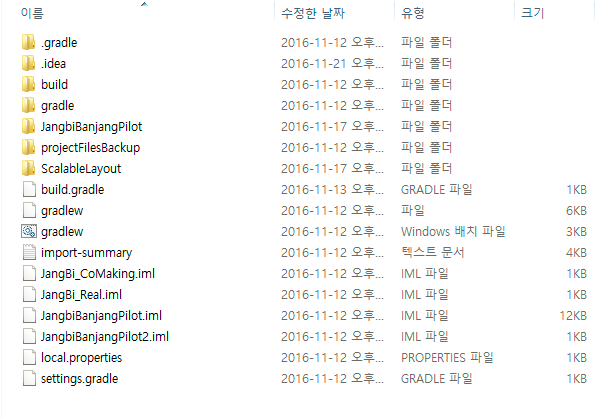 이름 수정한 날짜 유형 크기
.gradle 2016-11-12 오후... 파일 폴더
.idea 2016-11-21 오후... 파일 폴더
build 2016-11-12 오후... 파일 폴더
gradle 2016-11-12 오후... 파일 폴더
JangbiBanjangPilot 2016-11-17 오후... 파일 폴더
projectFilesBackup 2016-11-12 오후... 파일 폴더
ScalableLayout 2016-11-17 오후... 파일 폴더
build.gradle 2016-11-13 오후... GRADLE 파일 1KB
gradlew 2016-11-12 오후... 파일 6KB
gradlew 2016-11-12 오후... Windows 배치 파일 3KB
import-summary 2016-11-12 오후... 텍스트 문서 4KB
JangBi_CoMaking.iml 2016-11-12 오후... IML 파일 1KB
JangBi_Real.iml 2016-11-12 오후... IML 파일 1KB
JangbiBanjangPilot.iml 2016-11-12 오후... IML 파일 12KB
JangbiBanjangPilot2.iml 2016-11-12 오후... IML 파일 1KB
local.properties 2016-11-12 오후... PROPERTIES 파일 1KB
settings.gradle 2016-11-12 오후... GRADLE 파일 1KB